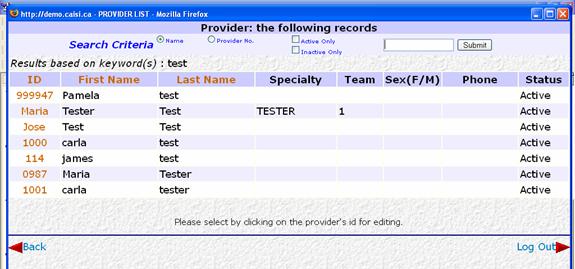 http://demo.caisi.ca - PROVIDER LIST - Mozilla Firefox
Provider: the following records
Search Criteria Name Provider No. Active Only Submit
Inactive Only
Results based on keyword(s) : test
ID First Name Last Name Specialty Team Sex(F/M) Phone Status
999947 Pamela test Active
Maria Tester Test TESTER 1 Active
Jose Test Test Active
1000 carla test Active
114 james test Active
0987 Maria Tester Active
1001 carla tester Active
Please select by clicking on the provider's id for editing.
Back Log Out